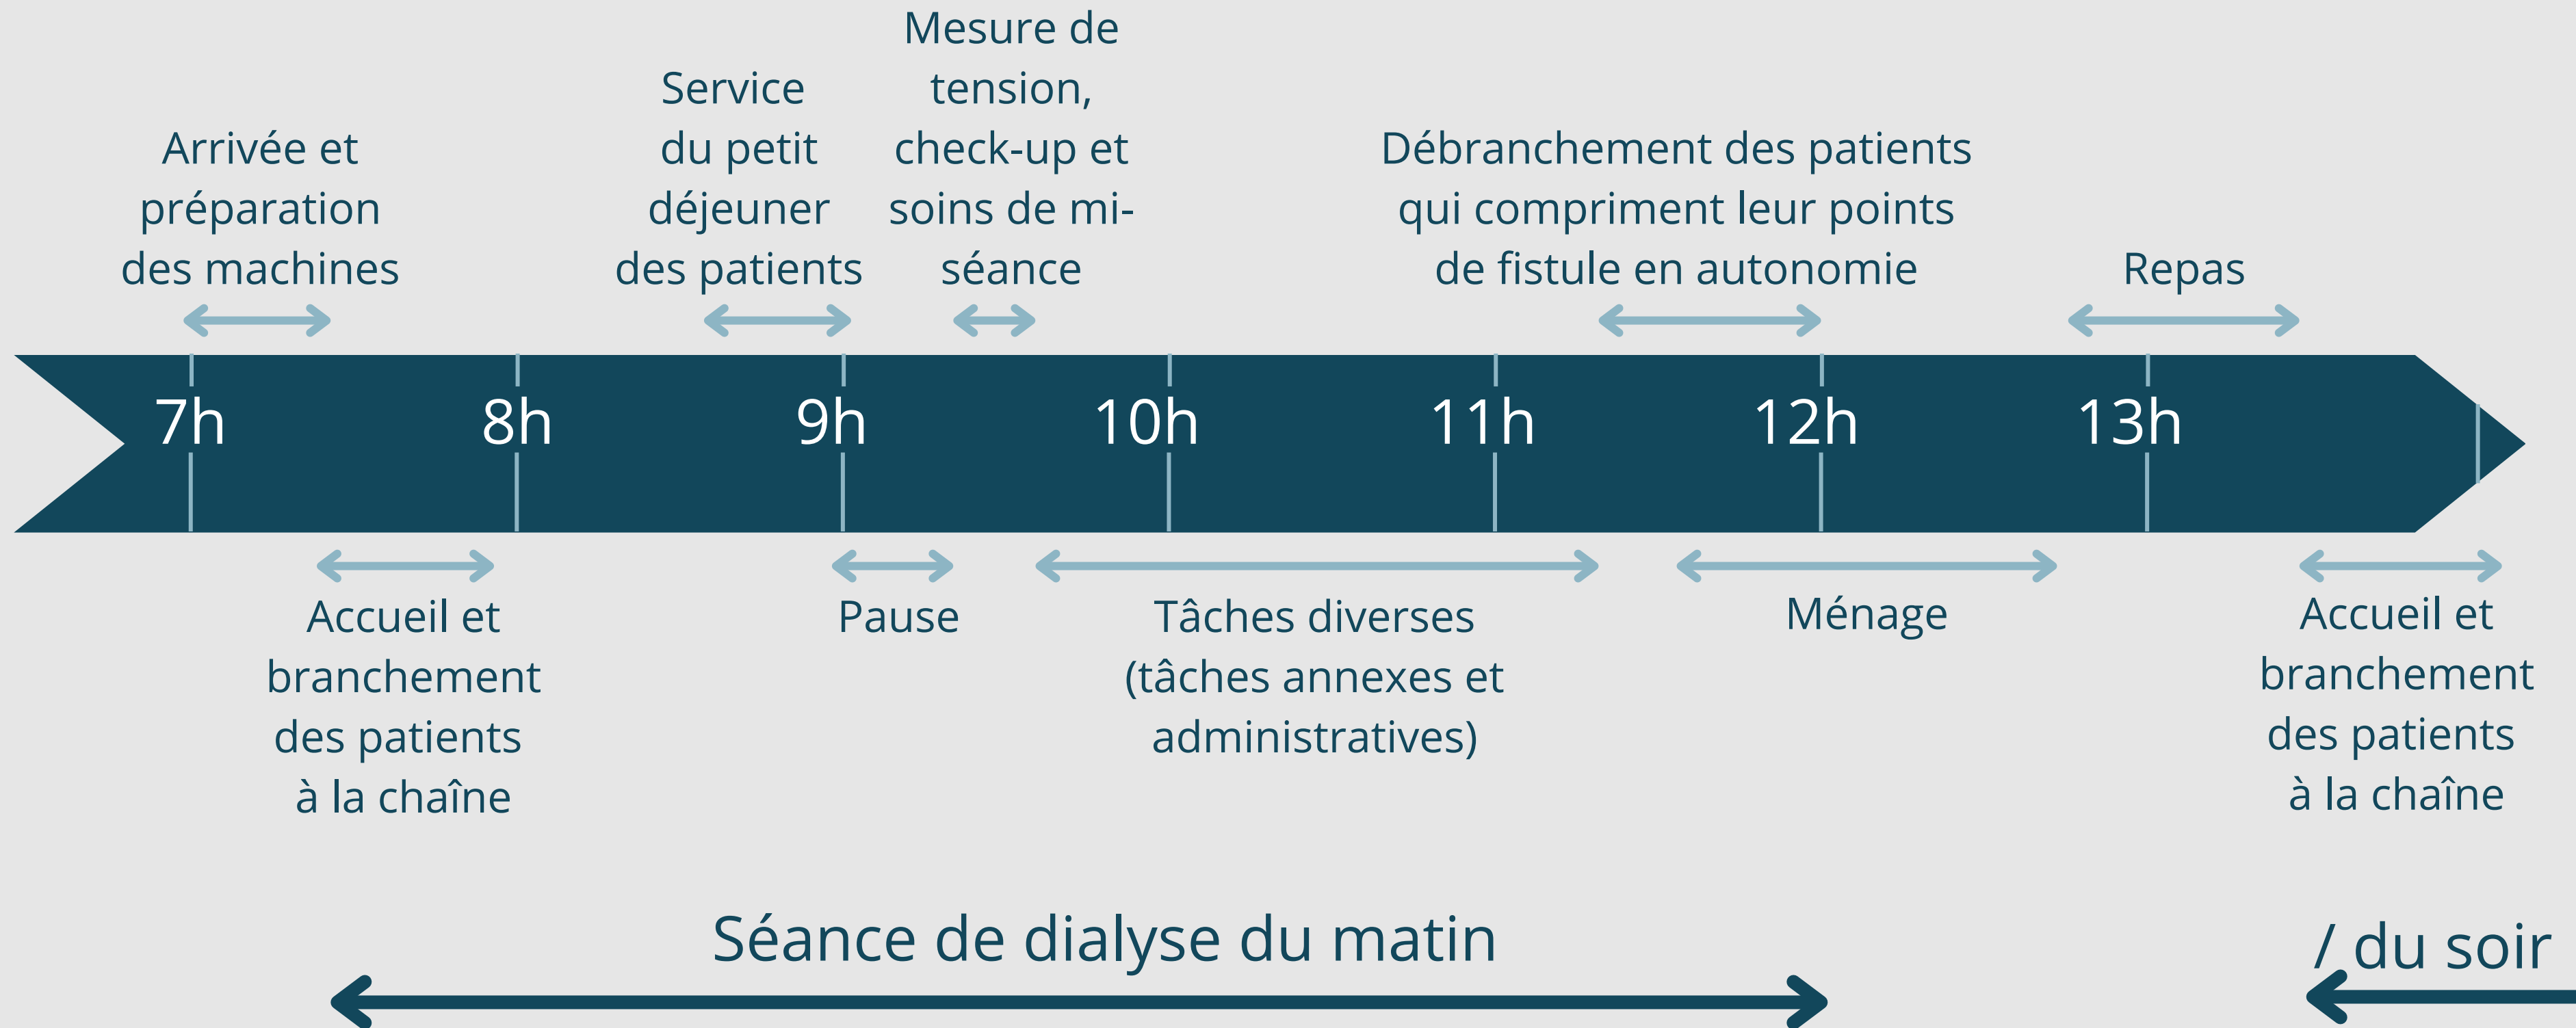 Arrivée et
préparation
des machines
Service
du petit
déjeuner
des patients
Mesure de
tension,
check-up et
soins de mi-
séance
Débranchement des patients
qui compriment leur points
de fistule en autonomie
Repas
7h
8h
9h
10h
11h
12h
13h
Accueil et
branchement
des patients
à la chaîne
Pause
Tâches diverses
(tâches annexes et
administratives)
Ménage
Accueil et
branchement
des patients
à la chaîne
Séance de dialyse du matin
/ du soir